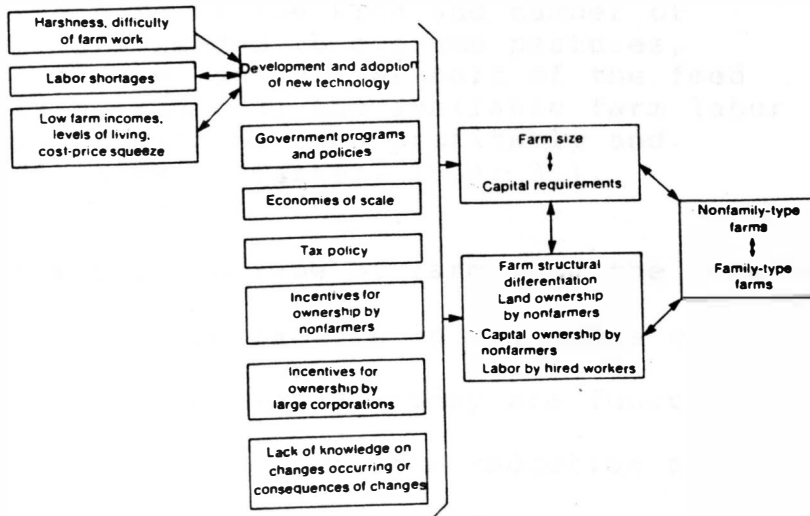 Harshness, difficulty
of farm work
Labor shortages
Low farm incomes,
levels of living,
cost-price squeeze
Development and adoption
of new technology
Government programs
and policies
Economies of scale
Tax policy
Incentives for
ownership by
nonfarmers
Incentives for
ownership by
large corporations
Lack of knowledge on
changes occurring or
consequences of changes
Farm size
Capital requirements
Farm structural
differentiation
Land ownership
by nonfarmers
Capital ownership by
nonfarmers
Labor by hired workers
Nonfamily-type
farms
Family-type
farms